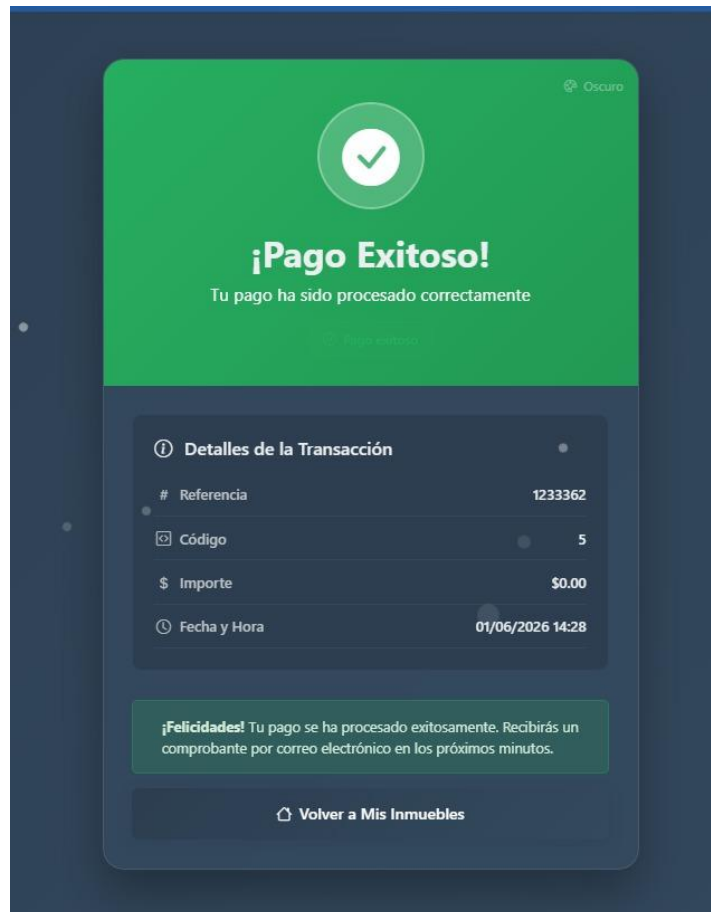 Oscuro
¡Pago Exitoso!
Tu pago ha sido procesado correctamente
Pago exitoso
Detalles de la Transacción
# Referencia 1233362
Código 5
$ Importe $0.00
Fecha y Hora 01/06/2026 14:28
¡Felicidades! Tu pago se ha procesado exitosamente. Recibirás un
comprobante por correo electrónico en los próximos minutos.
Volver a Mis Inmuebles